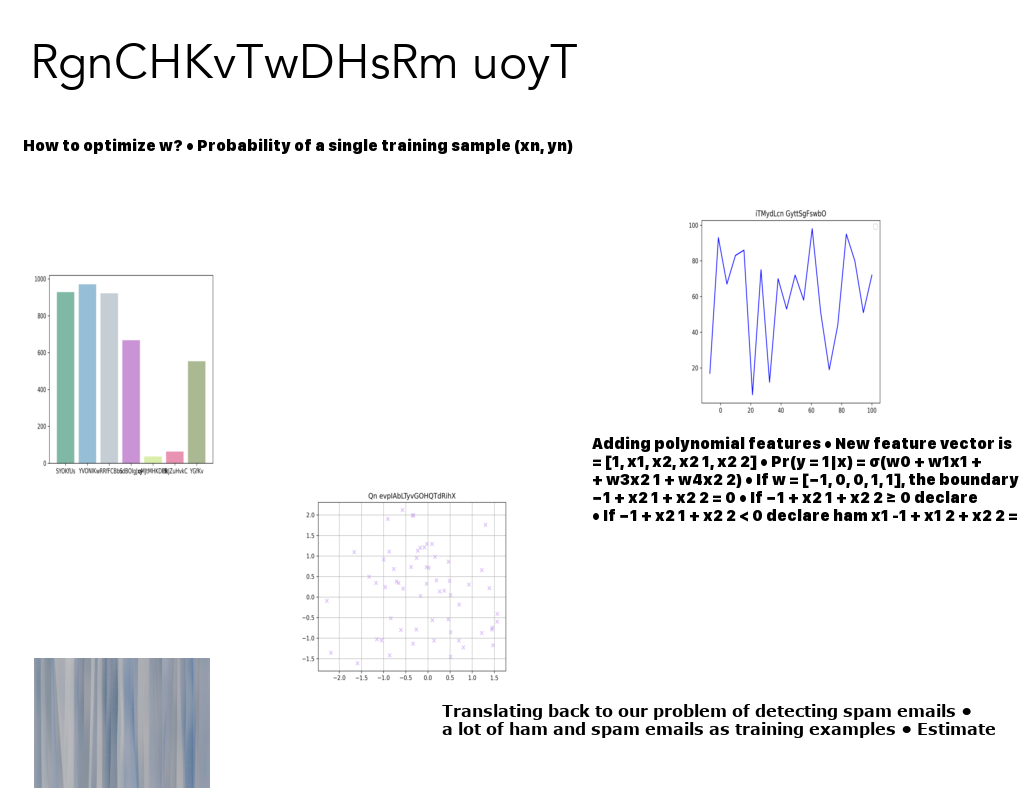 RgnCHKvTwDHsRm uoyT
How to optimize w? • Probability of a single training sample (xn, yn)
iTMydLcn GyttSgFswbO
100
80
60
40
20
0 20 40 60 80 100
1000
800
600
400
200
0
SYOKfUs YVONlK YGfKv
Adding polynomial features • New feature vector is
= [1, x1, x2, x2 1, x2 2] • Pr(y = 1|x) = σ(w0 + w1x1 +
+ w3x2 1 + w4x2 2) • If w = [−1, 0, 0, 1, 1], the boundary
−1 + x2 1 + x2 2 = 0 • If −1 + x2 1 + x2 2 ≥ 0 declare
• If −1 + x2 1 + x2 2 < 0 declare ham x1 -1 + x1 2 + x2 2 =
Qn evpIAbLTyvGOHQTdRihX
2.0
1.5
1.0
0.5
0.0
−0.5
−1.0
−1.5
−2.0 −1.5 −1.0 −0.5 0.0 0.5 1.0 1.5
Translating back to our problem of detecting spam emails •
a lot of ham and spam emails as training examples • Estimate